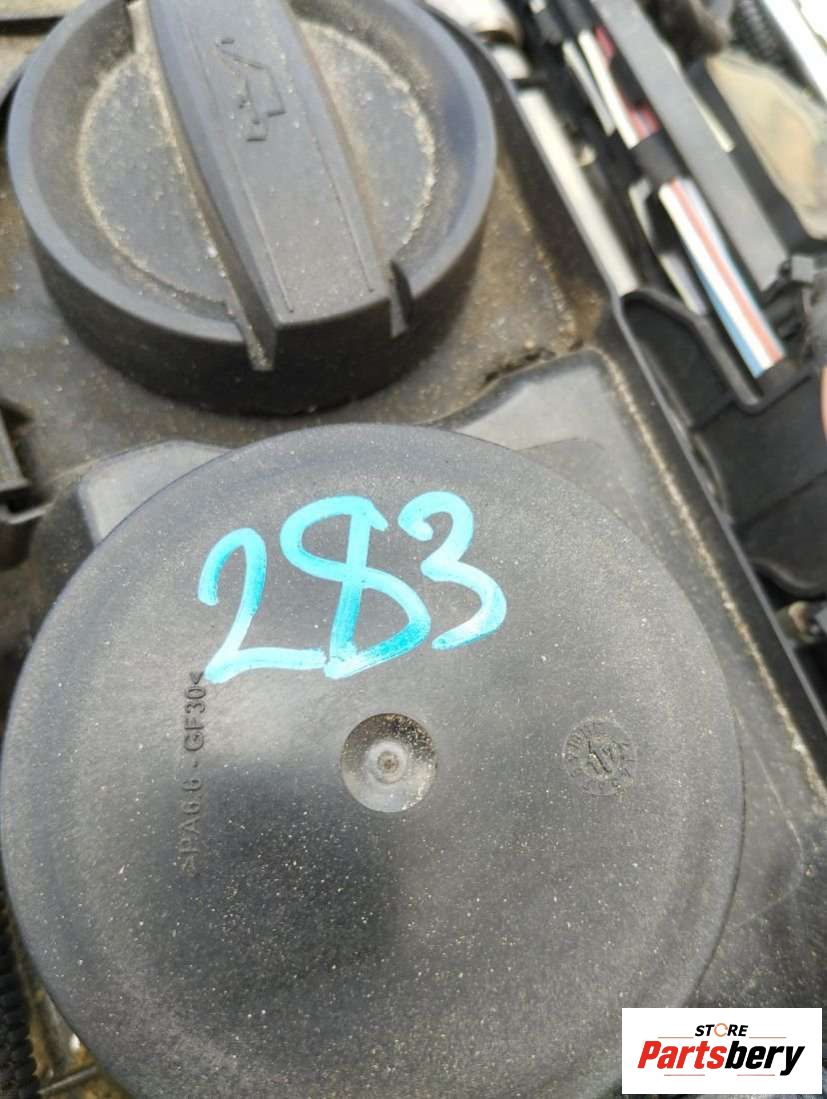 283
>PA6.6 - GF30<
STORE
Partsbery